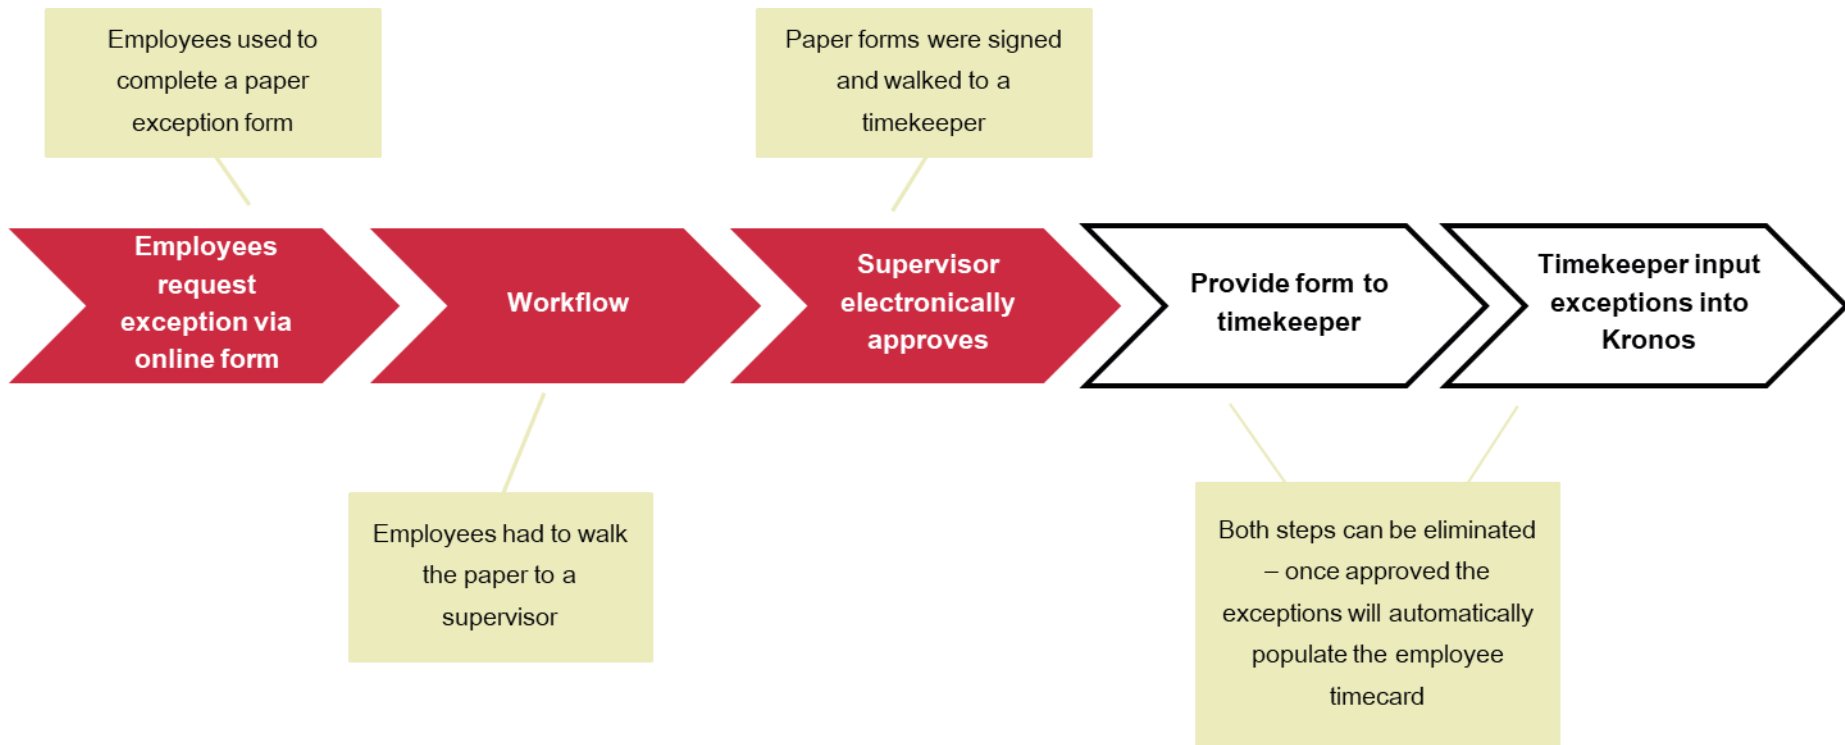 Employees used to
complete a paper
exception form
Paper forms were signed
and walked to a
timekeeper
Employees
request
exception via
online form
Workflow
Supervisor
electronically
approves
Provide form to
timekeeper
Timekeeper input
exceptions into
Kronos
Employees had to walk
the paper to a
supervisor
Both steps can be eliminated
– once approved the
exceptions will automatically
populate the employee
timecard